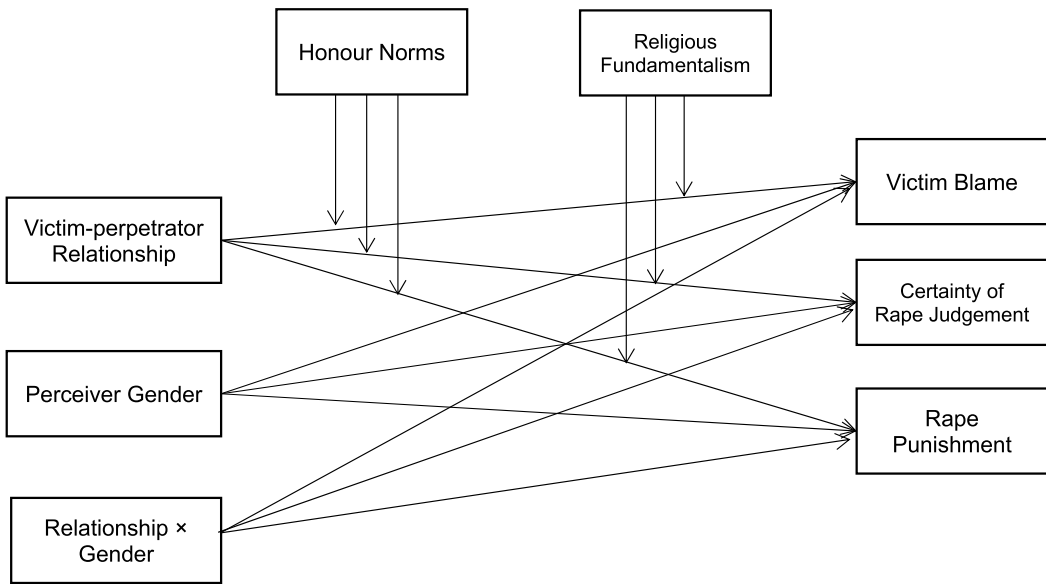 Honour Norms
Religious
Fundamentalism
Victim-perpetrator
Relationship
Victim Blame
Certainty of
Rape Judgement
Perceiver Gender
Rape
Punishment
Relationship ×
Gender